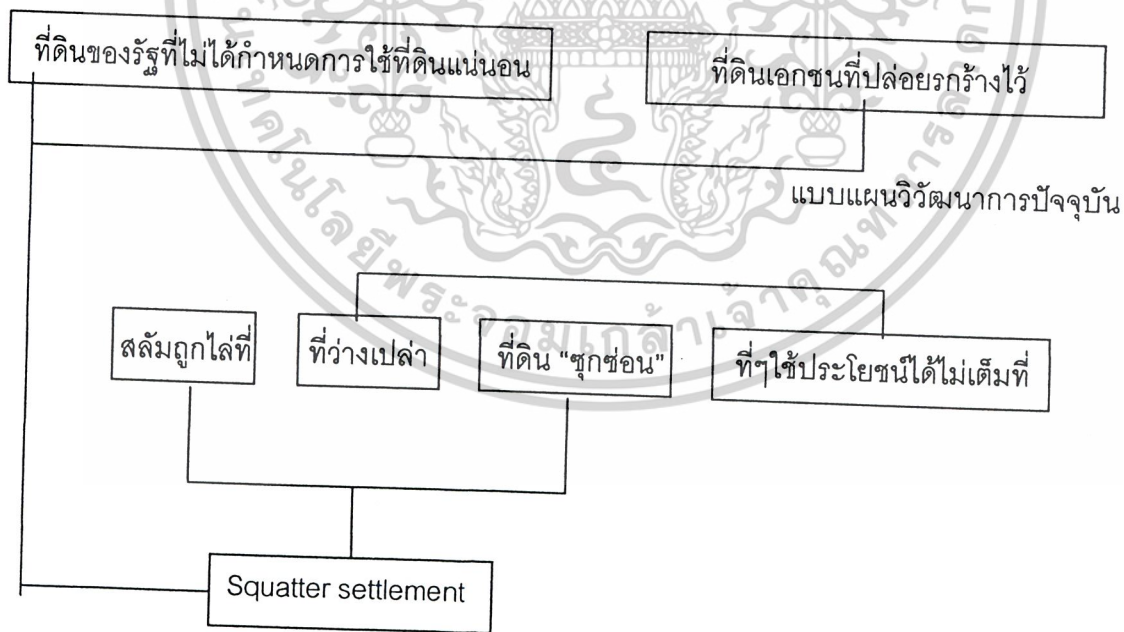 ที่ดินของรัฐที่ไม่ได้กำหนดการใช้ที่ดินแน่นอน
ที่ดินเอกชนที่ปล่อยรกร้างไว้
แบบแผนวิวัฒนาการปัจจุบัน
สลัมถูกไล่ที่
ที่ว่างเปล่า
ที่ดิน "ซุกซ่อน"
ที่ๆใช้ประโยชน์ได้ไม่เต็มที่
Squatter settlement